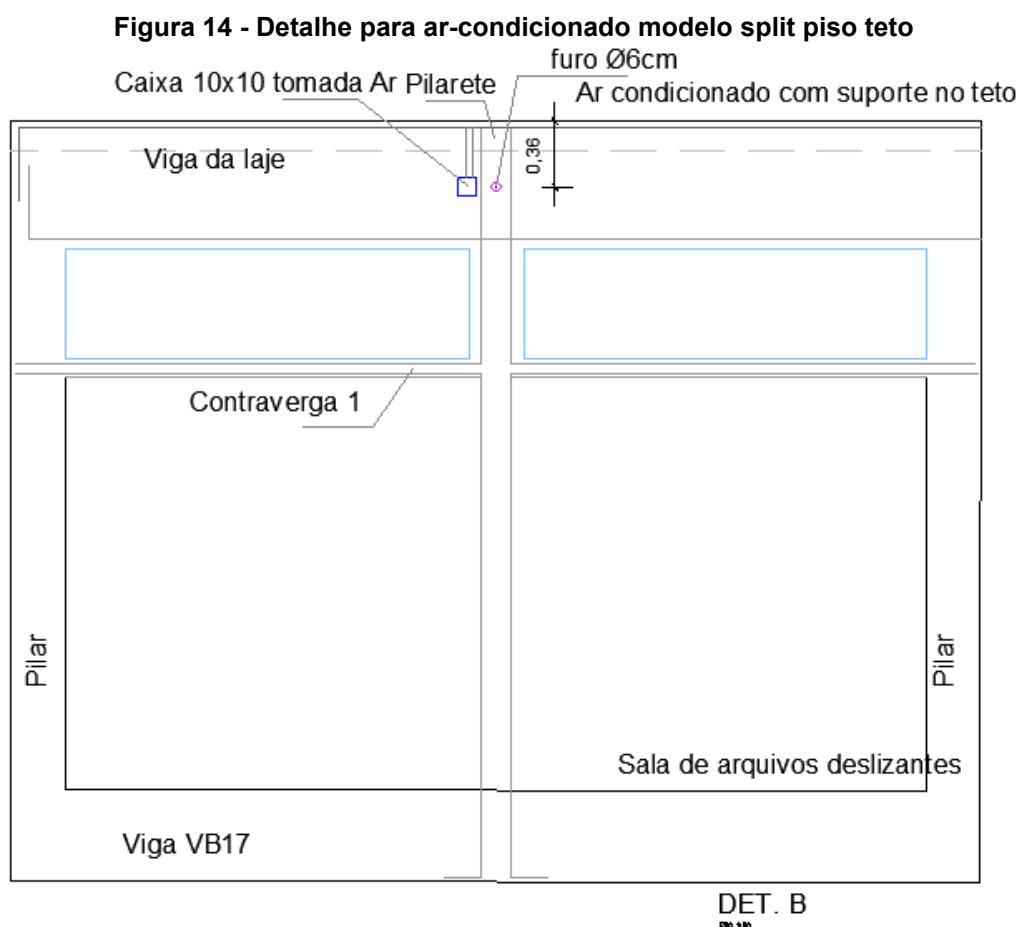 Figura 14 - Detalhe para ar-condicionado modelo split piso teto
furo Ø6cm
Caixa 10x10 tomada Ar Pilarete
Ar condicionado com suporte no teto
Viga da laje
0,36
Contraverga 1
Pilar
Pilar
Sala de arquivos deslizantes
Viga VB17
DET. B